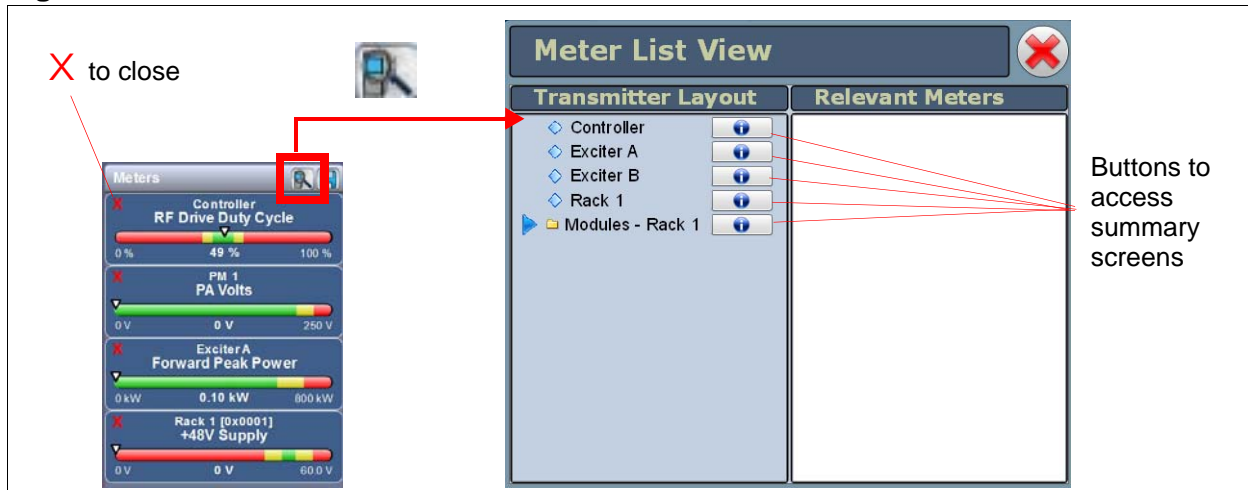 X to close
Meters
X Controller
RF Drive Duty Cycle
0 % 49 % 100 %
X PM 1
PA Volts
0 V 0 V 250 V
X Exciter A
Forward Peak Power
0 kW 0.10 kW 800 kW
X Rack 1 [0x0001]
+48V Supply
0 V 0 V 60.0 V
Meter List View
Transmitter Layout Relevant Meters
Controller
Exciter A
Exciter B
Rack 1
Modules - Rack 1
Buttons to
access
summary
screens